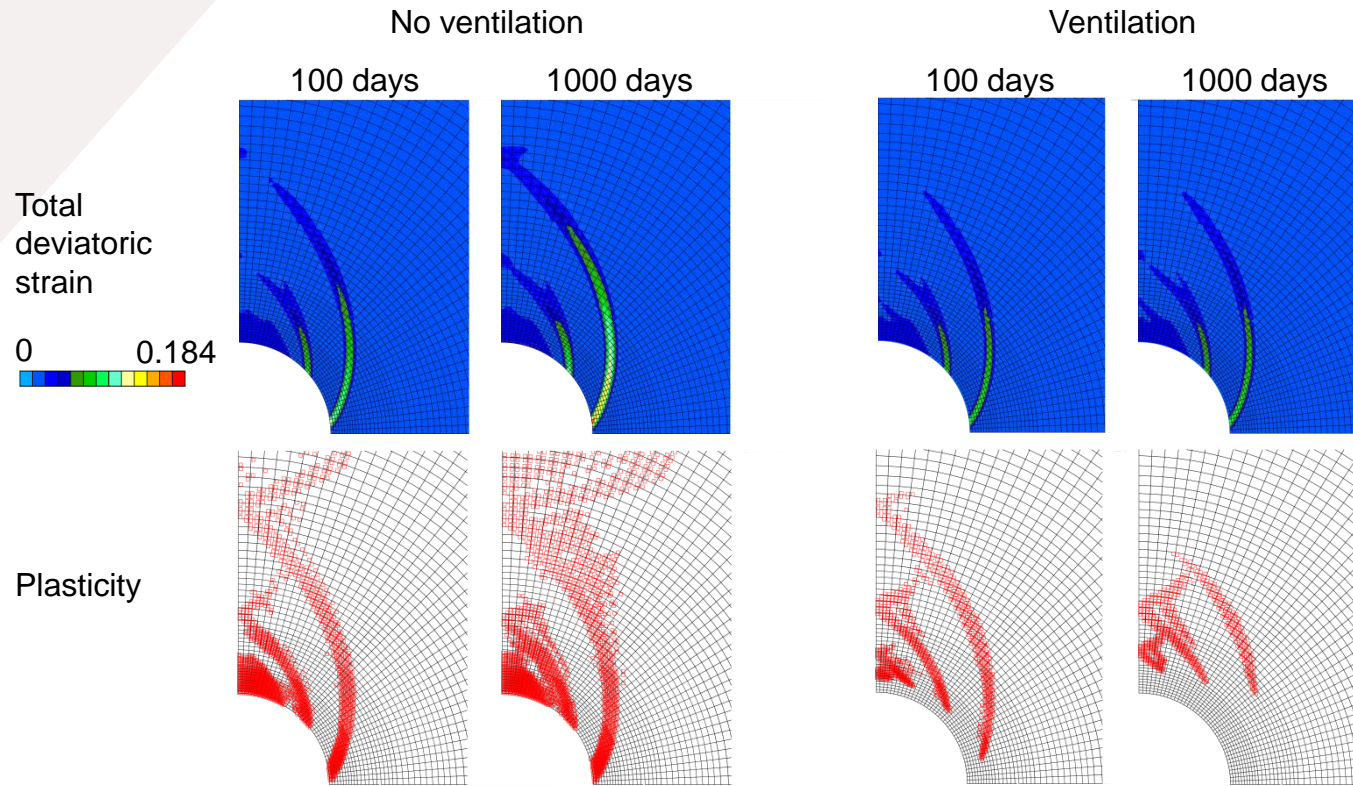 No ventilation
Ventilation
100 days
1000 days
100 days
1000 days
Total
deviatoric
strain
0
0.184
Plasticity